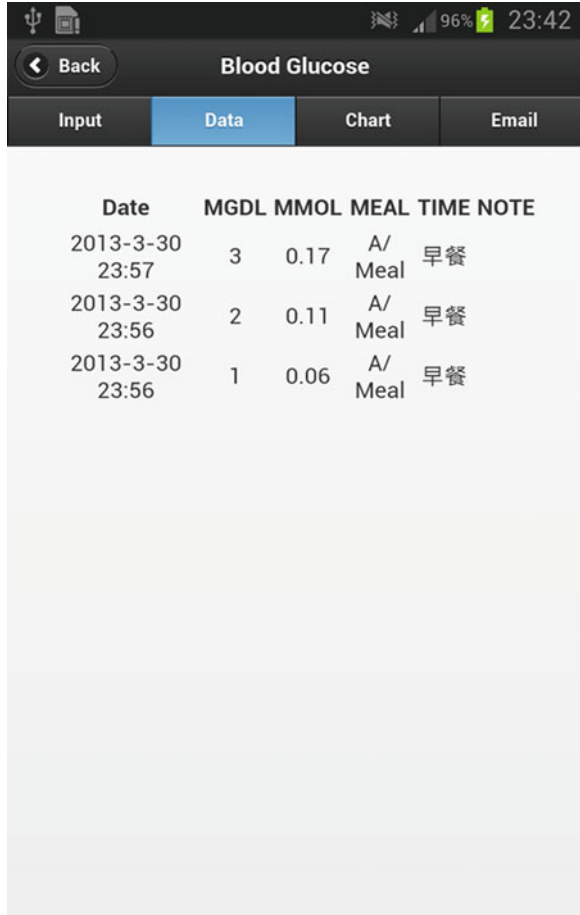 96% 23:42
Back Blood Glucose
Input Data Chart Email
Date MGDL MMOL MEAL TIME NOTE
2013-3-30 23:57 3 0.17 A/ Meal 早餐
2013-3-30 23:56 2 0.11 A/ Meal 早餐
2013-3-30 23:56 1 0.06 A/ Meal 早餐